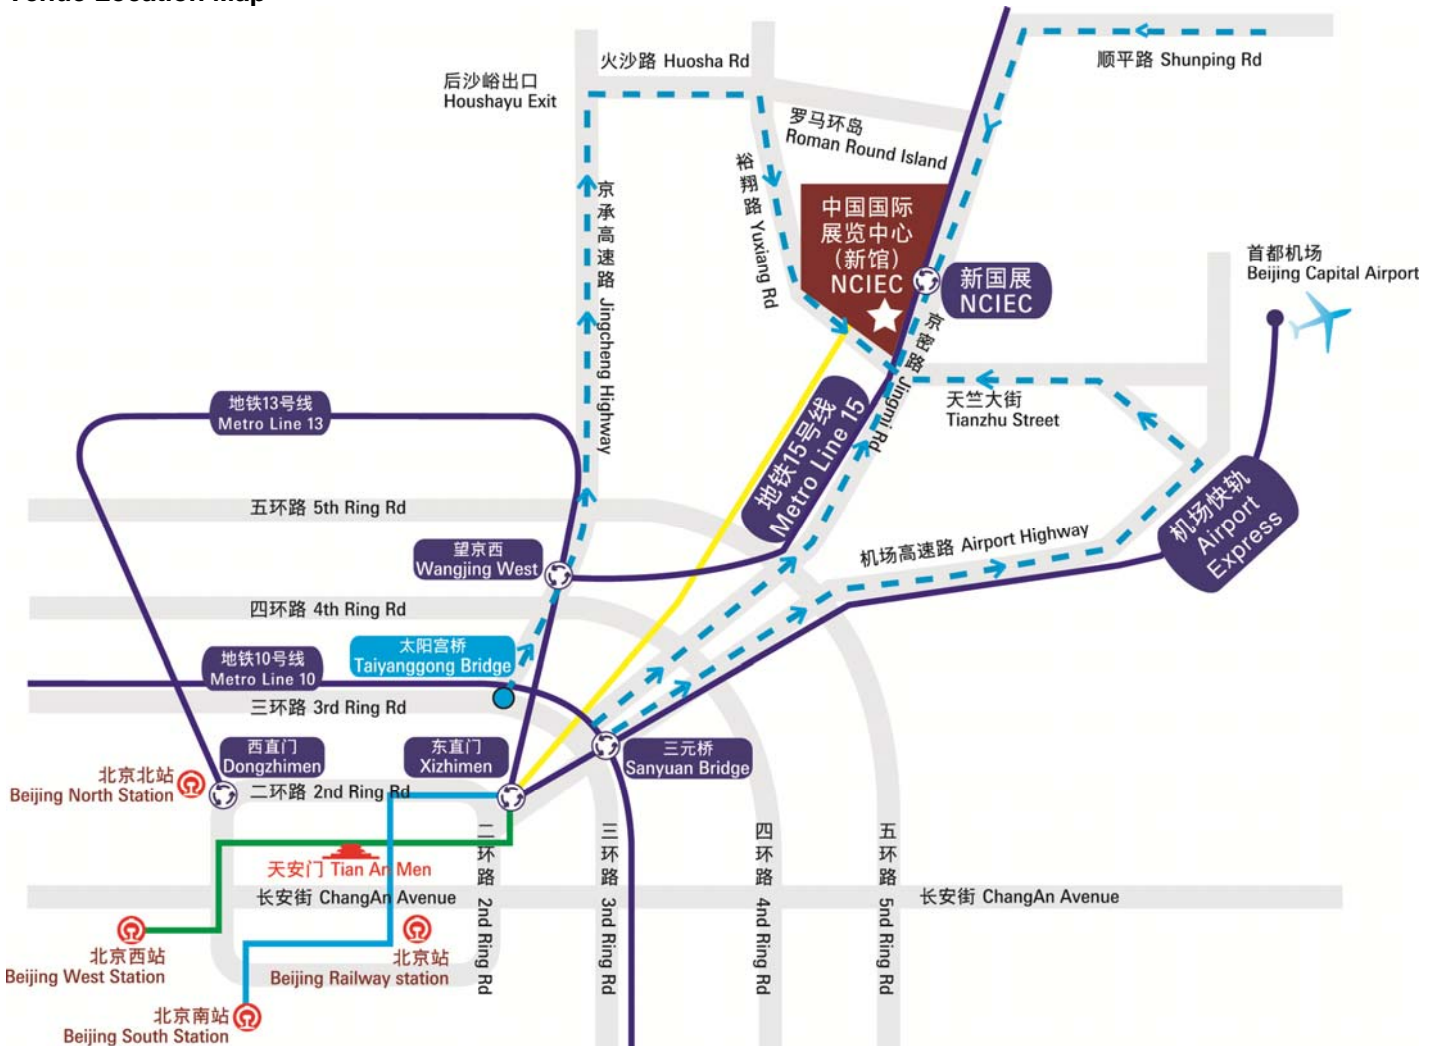 Venue Location Map
火沙路 Huosha Rd
顺平路 Shunping Rd
后沙峪出口
Houshayu Exit
罗马环岛
Roman Round Island
裕翔路 Yuxiang Rd
京承高速路 Jingcheng Highway
中国国际
展览中心
（新馆）
NCIEC
新国展
NCIEC
首都机场
Beijing Capital Airport
京密路 Jingmi Rd
天竺大街
Tianzhu Street
地铁13号线
Metro Line 13
地铁15号线
Metro Line 15
机场快轨
Airport
Express
五环路 5th Ring Rd
机场高速路 Airport Highway
望京西
Wangjing West
四环路 4th Ring Rd
太阳宫桥
Taiyanggong Bridge
地铁10号线
Metro Line 10
三环路 3rd Ring Rd
西直门
Dongzhimen
东直门
Xizhimen
三元桥
Sanyuan Bridge
北京北站
Beijing North Station
二环路 2nd Ring Rd
二环路 2nd Ring Rd
三环路 3nd Ring Rd
四环路 4nd Ring Rd
五环路 5nd Ring Rd
天安门 Tian An Men
长安街 ChangAn Avenue
长安街 ChangAn Avenue
北京西站
Beijing West Station
北京站
Beijing Railway station
北京南站
Beijing South Station